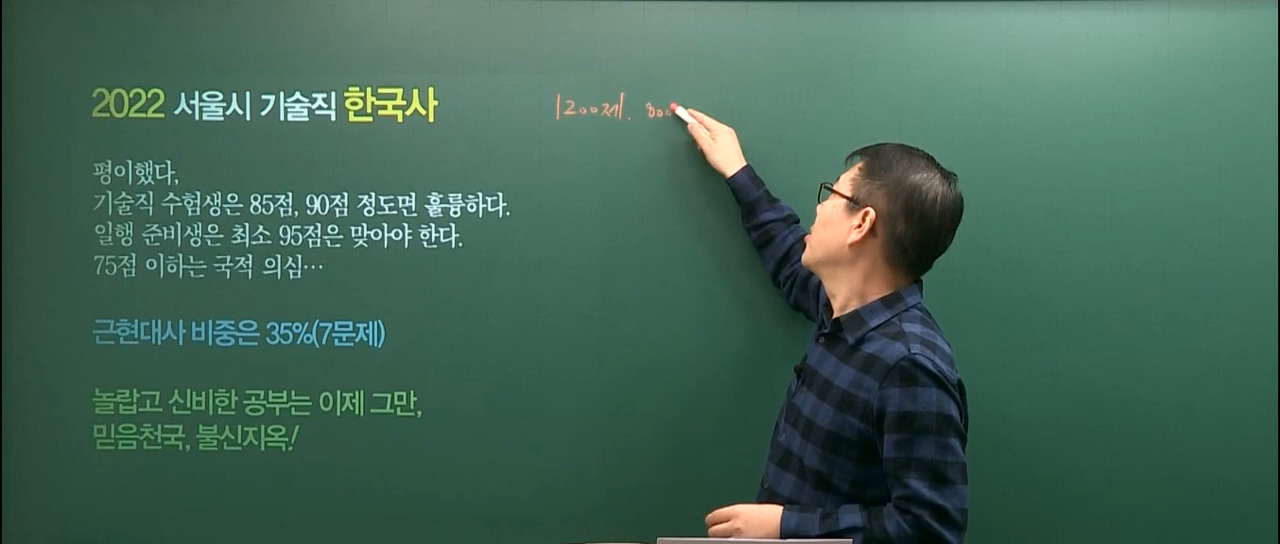 2022 서울시 기술직 한국사
1200제. 800
평이했다,
기술직 수험생은 85점, 90점 정도면 훌륭하다.
일행 준비생은 최소 95점은 맞아야 한다.
75점 이하는 국적 의심…
근현대사 비중은 35%(7문제)
놀랍고 신비한 공부는 이제 그만,
믿음천국, 불신지옥!